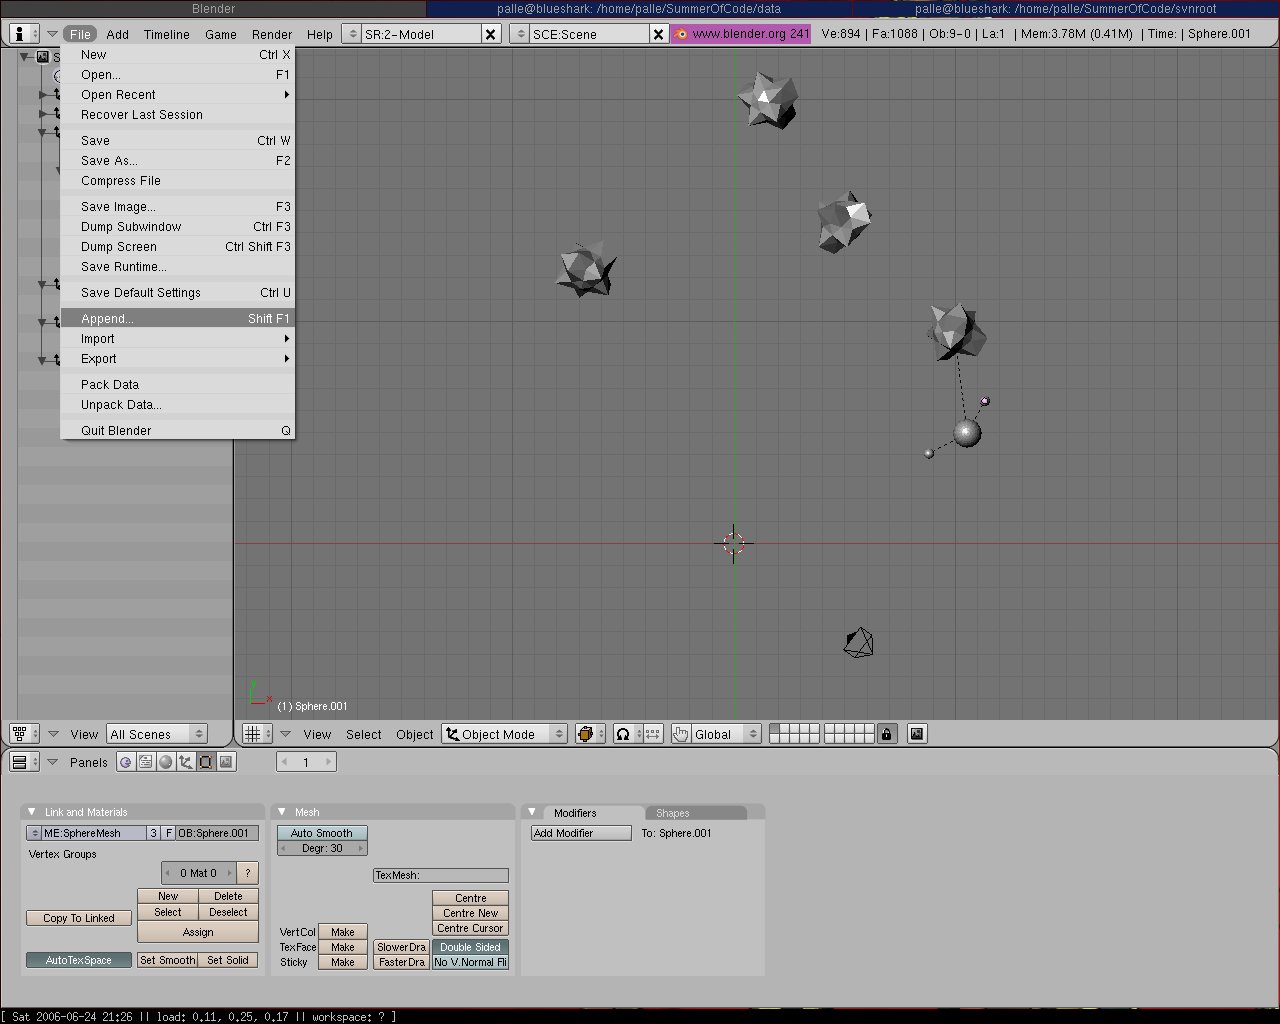 Blender palle@blueshark: /home/palle/SummerOfCode/data palle@blueshark: /home/palle/SummerOfCode/svnroot
File Add Timeline Game Render Help SR:2-Model SCE:Scene www.blender.org 241 Ve:894 | Fa:1088 | Ob:9-0 | La:1 | Mem:3.78M (0.41M) | Time: | Sphere.001
New Ctrl X
Open... F1
Open Recent
Recover Last Session
Save Ctrl W
Save As... F2
Compress File
Save Image... F3
Dump Subwindow Ctrl F3
Dump Screen Ctrl Shift F3
Save Runtime...
Save Default Settings Ctrl U
Append... Shift F1
Import
Export
Pack Data
Unpack Data...
Quit Blender Q
x
(1) Sphere.001
View All Scenes View Select Object Object Mode Global
Panels 1
Link and Materials
ME:SphereMesh 3 F OB:Sphere.001
Vertex Groups
0 Mat 0 ?
New Delete
Copy To Linked Select Deselect
Assign
AutoTexSpace Set Smooth Set Solid
Mesh
Auto Smooth
Degr: 30
TexMesh:
Centre
Centre New
VertCol Make Centre Cursor
TexFace Make SlowerDra Double Sided
Sticky Make FasterDra No V.Normal Fli
Modifiers Shapes
Add Modifier To: Sphere.001
[ Sat 2006-06-24 21:26 || load: 0.11, 0.25, 0.17 || workspace: ? ]